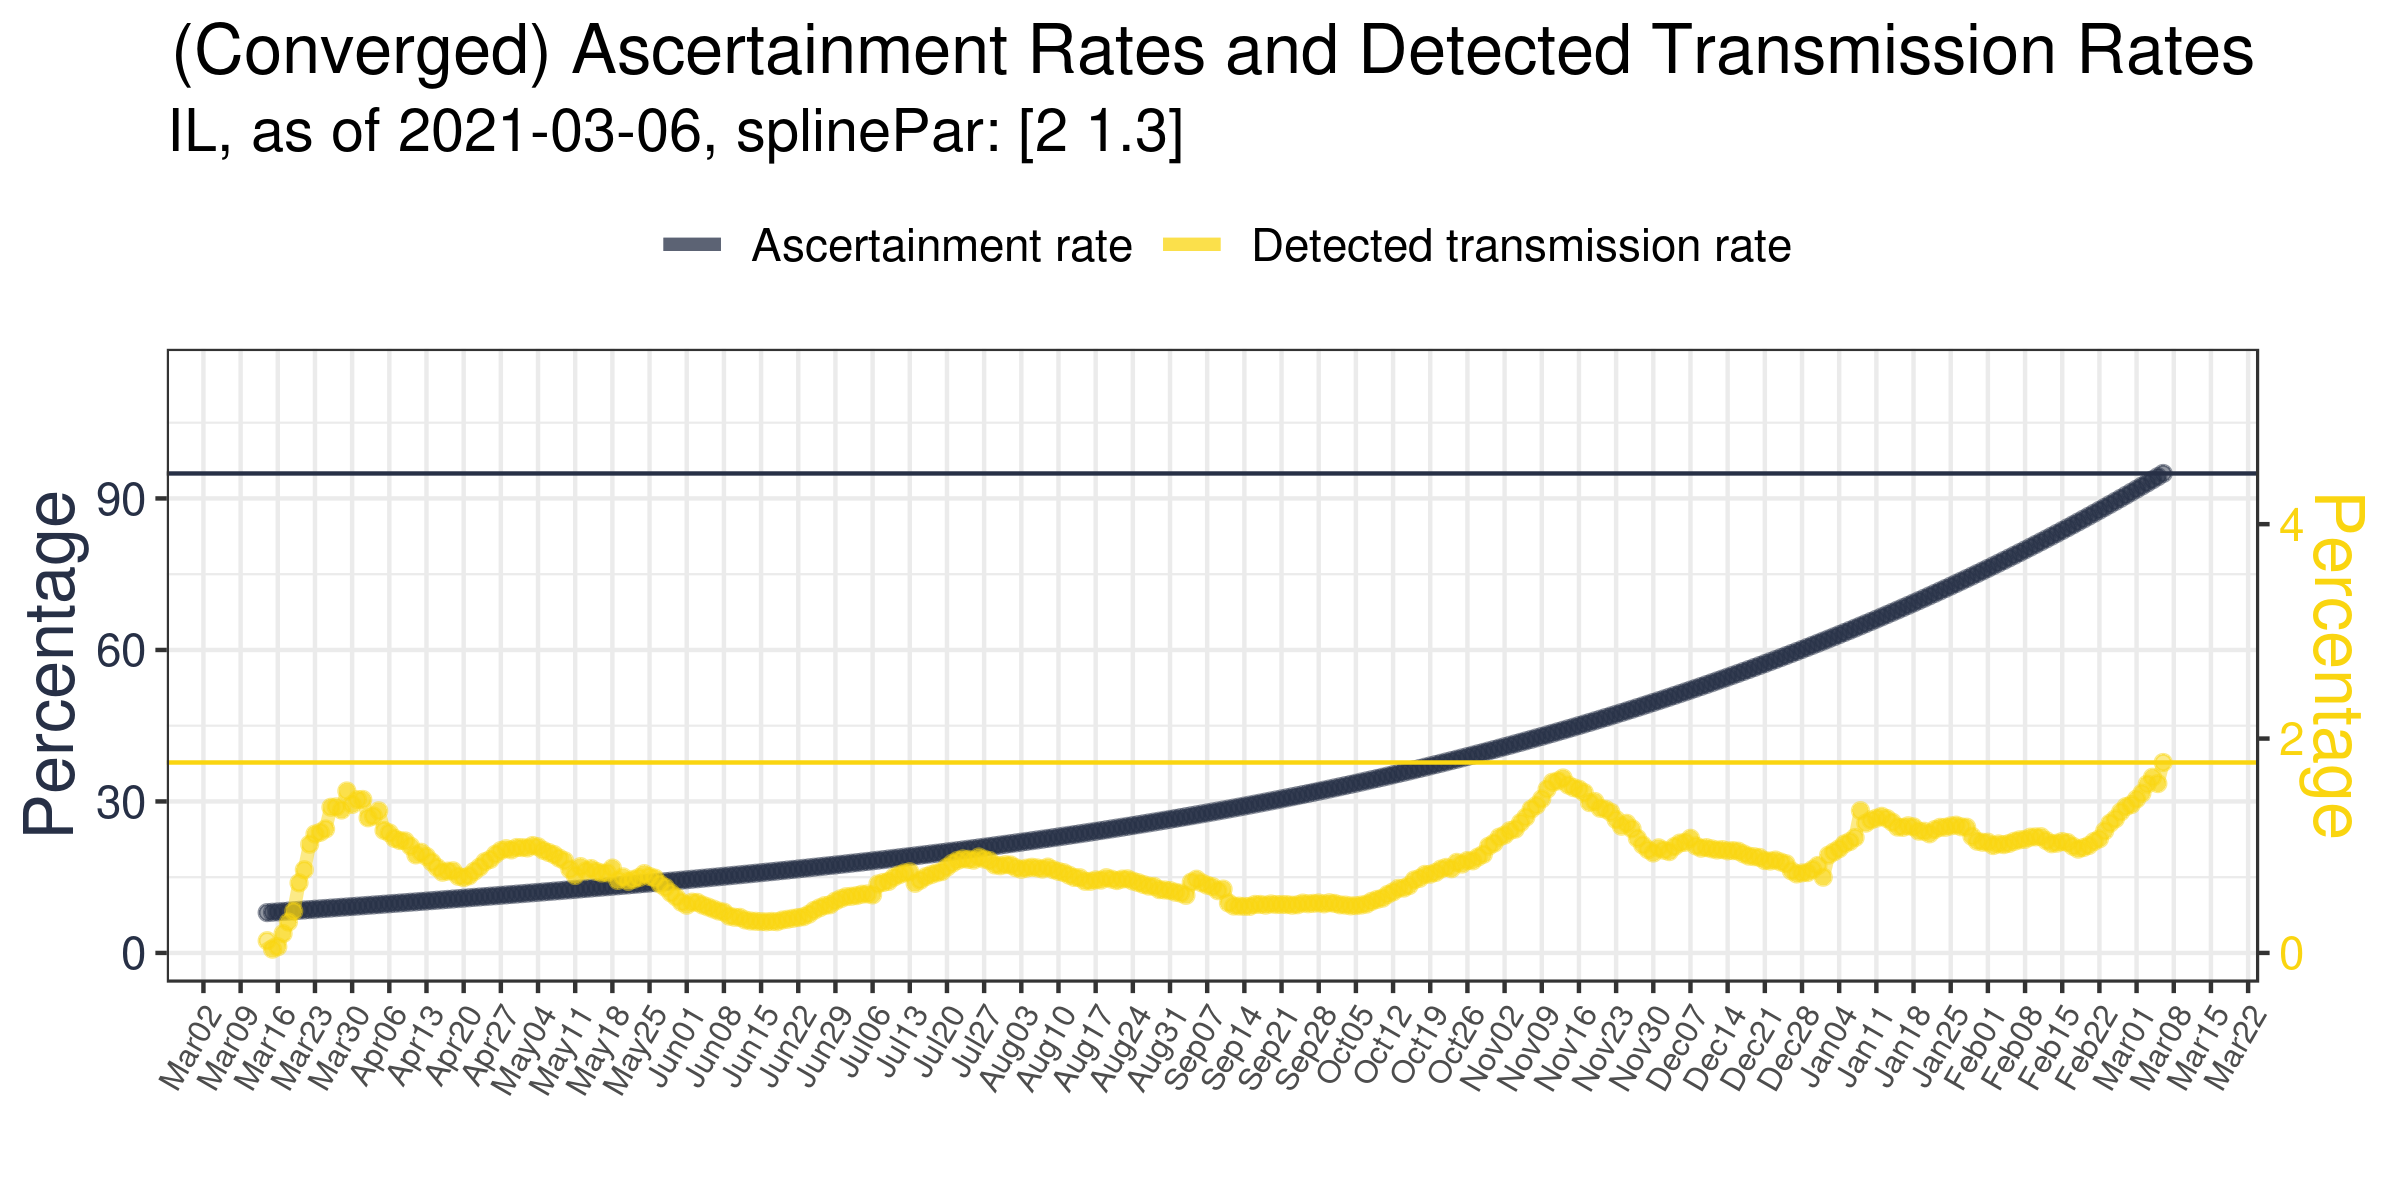 (Converged) Ascertainment Rates and Detected Transmission Rates
IL, as of 2021-03-06, splinePar: [2 1.3]
Ascertainment rate Detected transmission rate
Percentage
90
60
30
0
4
2
0
Percentage
Mar02 Mar09 Mar16 Mar23 Mar30 Apr06 Apr13 Apr20 Apr27 May04 May11 May18 May25 Jun01 Jun08 Jun15 Jun22 Jun29 Jul06 Jul13 Jul20 Jul27 Aug03 Aug10 Aug17 Aug24 Aug31 Sep07 Sep14 Sep21 Sep28 Oct05 Oct12 Oct19 Oct26 Nov02 Nov09 Nov16 Nov23 Nov30 Dec07 Dec14 Dec21 Dec28 Jan04 Jan11 Jan18 Jan25 Feb01 Feb08 Feb15 Feb22 Mar01 Mar08 Mar15 Mar22